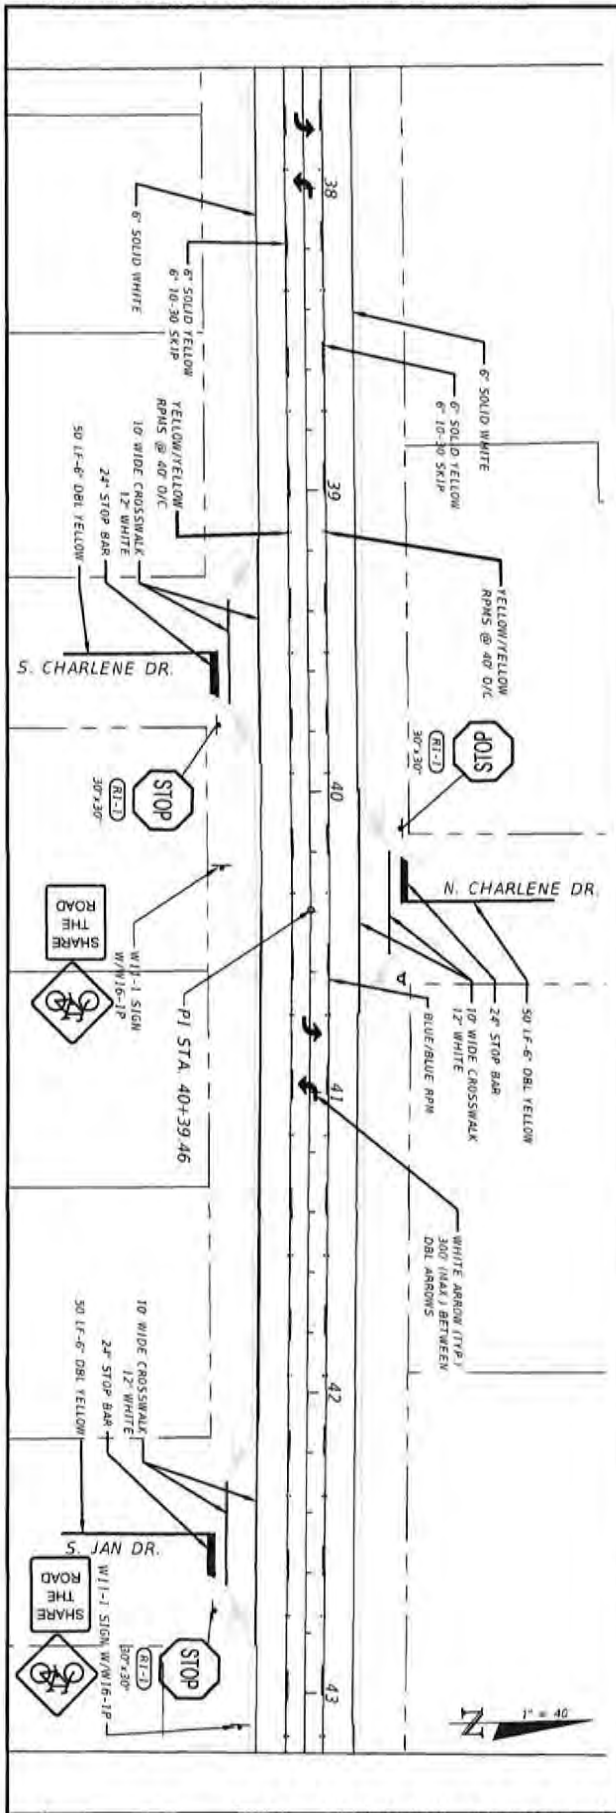 38
39
40
41
42
43
6" SOLID WHITE
6" SOLID YELLOW
6" 10-30 SKIP
YELLOW/YELLOW
RPMS @ 40' O/C
STOP
R1-1
30"x30"
N. CHARLENE DR.
50 LF-6" DBL YELLOW
24" STOP BAR
10' WIDE CROSSWALK
12" WHITE
BLUE/BLUE RPM
WHITE ARROW (TYP.)
300' (MAX.) BETWEEN
DBL ARROWS
1" = 40'
N
6" SOLID WHITE
6" SOLID YELLOW
6" 10-30 SKIP
YELLOW/YELLOW
RPMS @ 40' O/C
10' WIDE CROSSWALK
12" WHITE
24" STOP BAR
50 LF-6" DBL YELLOW
S. CHARLENE DR.
STOP
R1-1
30"x30"
W11-1 SIGN
W/W16-1P
SHARE
THE
ROAD
PI STA. 40+39.46
10' WIDE CROSSWALK
12" WHITE
24" STOP BAR
50 LF-6" DBL YELLOW
S. JAN DR.
STOP
R1-1
30"x30"
W11-1 SIGN W/W16-1P
SHARE
THE
ROAD